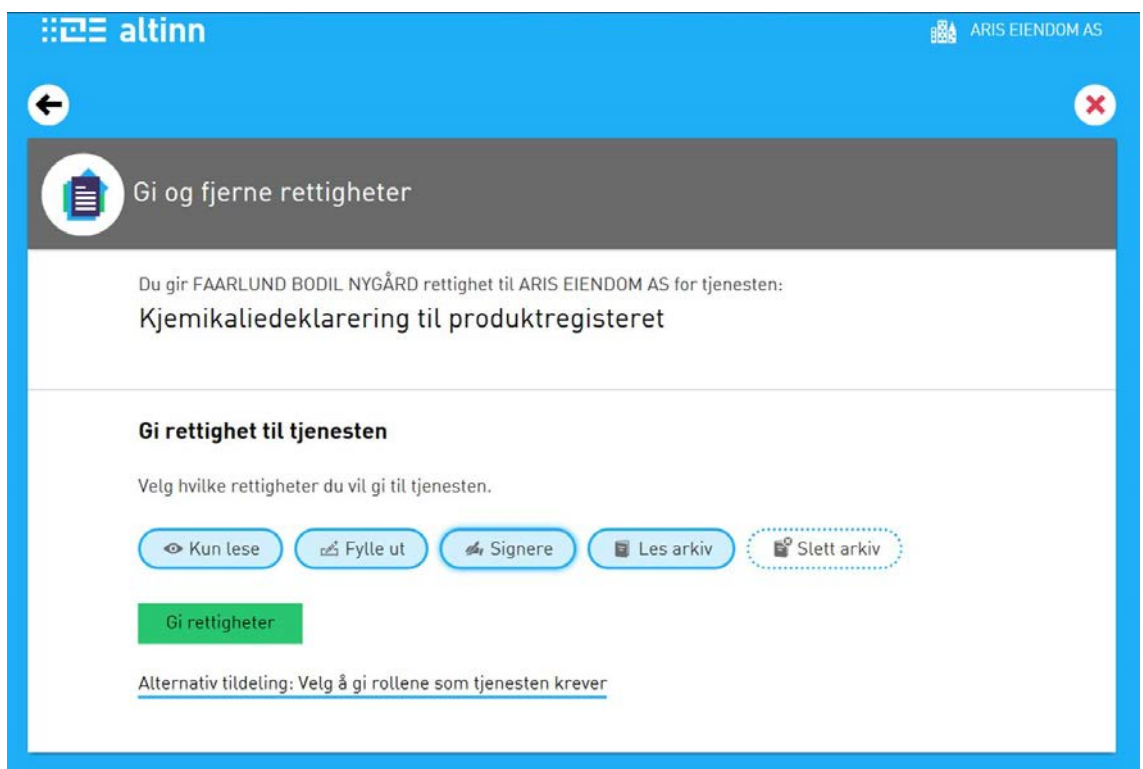 altinn
ARIS EIENDOM AS
Gi og fjerne rettigheter
Du gir FAARLUND BODIL NYGÅRD rettighet til ARIS EIENDOM AS for tjenesten:
Kjemikaliedeklarering til produktregisteret
Gi rettighet til tjenesten
Velg hvilke rettigheter du vil gi til tjenesten.
Kun lese Fylle ut Signere Les arkiv Slett arkiv
Gi rettigheter
Alternativ tildeling: Velg å gi rollene som tjenesten krever